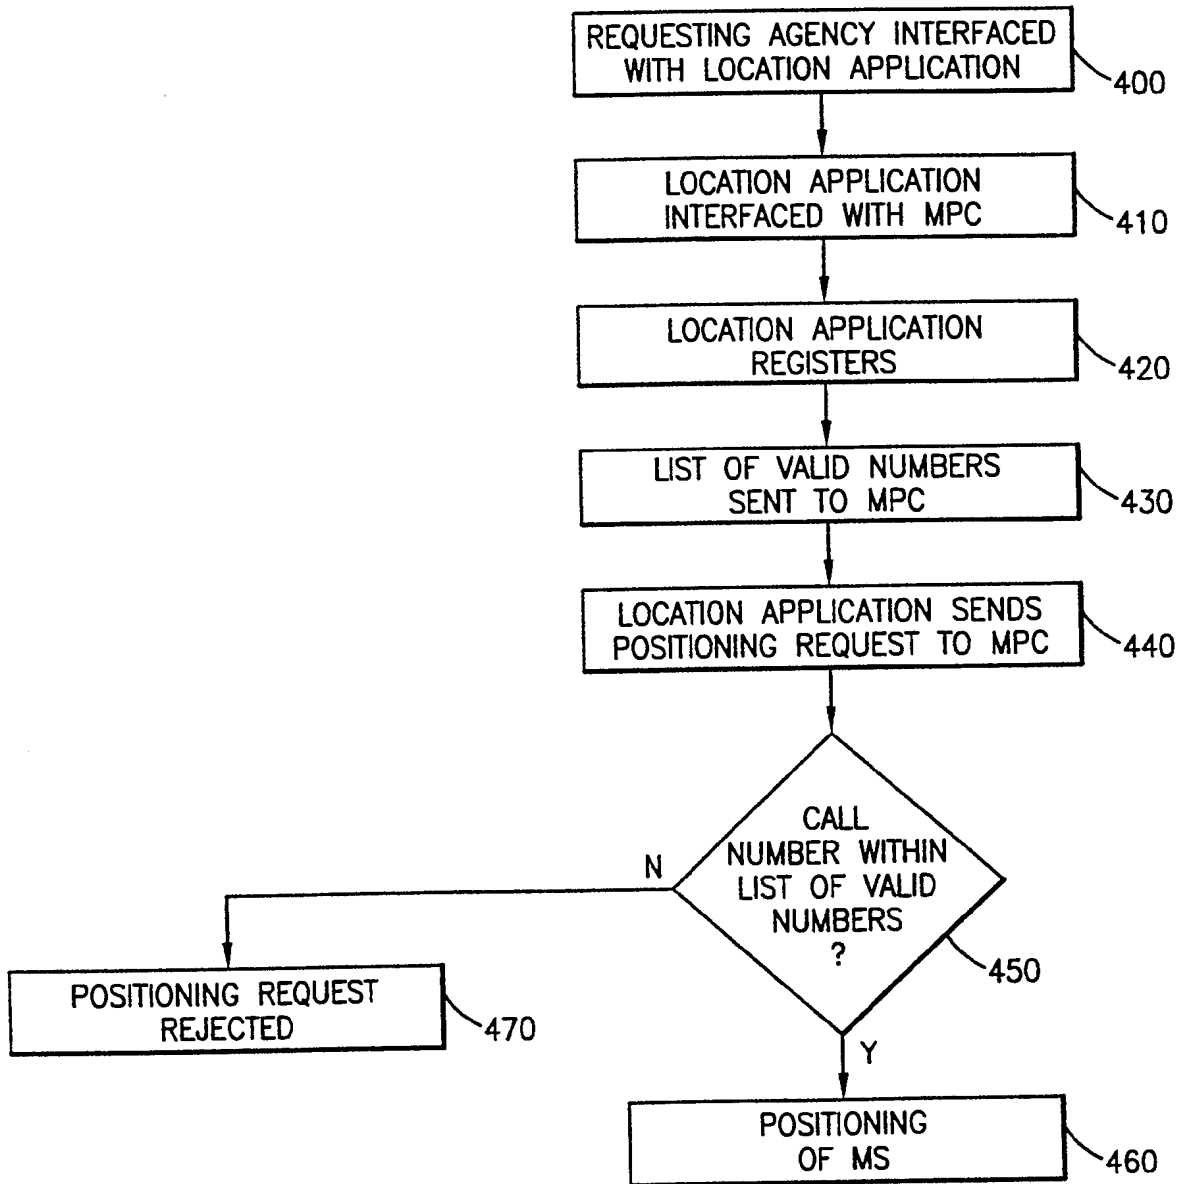 REQUESTING AGENCY INTERFACED
WITH LOCATION APPLICATION
400
LOCATION APPLICATION
INTERFACED WITH MPC
410
LOCATION APPLICATION
REGISTERS
420
LIST OF VALID NUMBERS
SENT TO MPC
430
LOCATION APPLICATION SENDS
POSITIONING REQUEST TO MPC
440
CALL
NUMBER WITHIN
LIST OF VALID
NUMBERS
?
450
N
POSITIONING REQUEST
REJECTED
470
Y
POSITIONING
OF MS
460